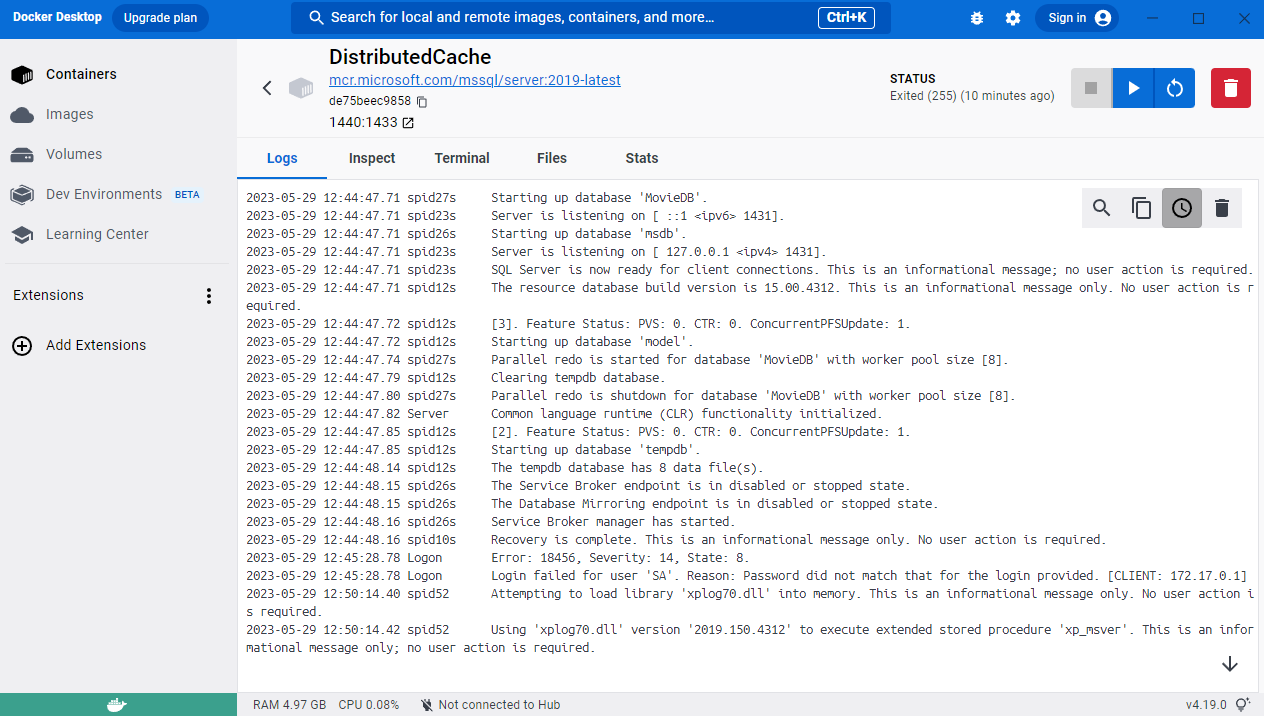 Docker Desktop
Upgrade plan
Search for local and remote images, containers, and more...
Ctrl+K
Sign in
Containers
Images
Volumes
Dev Environments BETA
Learning Center
Extensions
Add Extensions
DistributedCache
mcr.microsoft.com/mssql/server:2019-latest
de75beec9858
1440:1433
STATUS
Exited (255) (10 minutes ago)
Logs
Inspect
Terminal
Files
Stats
2023-05-29 12:44:47.71 spid27s     Starting up database 'MovieDB'.
2023-05-29 12:44:47.71 spid23s     Server is listening on [ ::1 <ipv6> 1431].
2023-05-29 12:44:47.71 spid26s     Starting up database 'msdb'.
2023-05-29 12:44:47.71 spid23s     Server is listening on [ 127.0.0.1 <ipv4> 1431].
2023-05-29 12:44:47.71 spid23s     SQL Server is now ready for client connections. This is an informational message; no user action is required.
2023-05-29 12:44:47.71 spid12s     The resource database build version is 15.00.4312. This is an informational message only. No user action is r
equired.
2023-05-29 12:44:47.72 spid12s     [3]. Feature Status: PVS: 0. CTR: 0. ConcurrentPFSUpdate: 1.
2023-05-29 12:44:47.72 spid12s     Starting up database 'model'.
2023-05-29 12:44:47.74 spid27s     Parallel redo is started for database 'MovieDB' with worker pool size [8].
2023-05-29 12:44:47.79 spid12s     Clearing tempdb database.
2023-05-29 12:44:47.80 spid27s     Parallel redo is shutdown for database 'MovieDB' with worker pool size [8].
2023-05-29 12:44:47.82 Server      Common language runtime (CLR) functionality initialized.
2023-05-29 12:44:47.85 spid12s     [2]. Feature Status: PVS: 0. CTR: 0. ConcurrentPFSUpdate: 1.
2023-05-29 12:44:47.85 spid12s     Starting up database 'tempdb'.
2023-05-29 12:44:48.14 spid12s     The tempdb database has 8 data file(s).
2023-05-29 12:44:48.15 spid26s     The Service Broker endpoint is in disabled or stopped state.
2023-05-29 12:44:48.15 spid26s     The Database Mirroring endpoint is in disabled or stopped state.
2023-05-29 12:44:48.16 spid26s     Service Broker manager has started.
2023-05-29 12:44:48.16 spid10s     Recovery is complete. This is an informational message only. No user action is required.
2023-05-29 12:45:28.78 Logon       Error: 18456, Severity: 14, State: 8.
2023-05-29 12:45:28.78 Logon       Login failed for user 'SA'. Reason: Password did not match that for the login provided. [CLIENT: 172.17.0.1]
2023-05-29 12:50:14.40 spid52      Attempting to load library 'xplog70.dll' into memory. This is an informational message only. No user action i
s required.
2023-05-29 12:50:14.42 spid52      Using 'xplog70.dll' version '2019.150.4312' to execute extended stored procedure 'xp_msver'. This is an infor
mational message only; no user action is required.
RAM 4.97 GB
CPU 0.08%
Not connected to Hub
v4.19.0